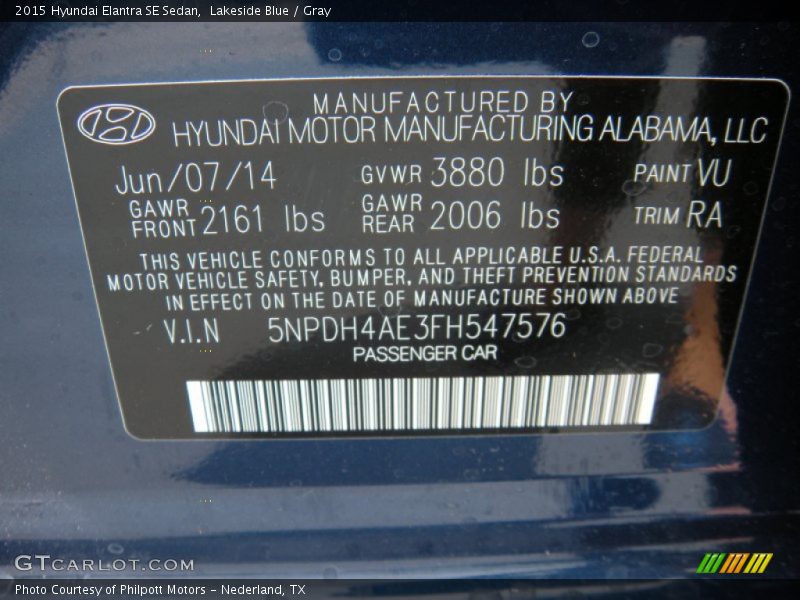 2015 Hyundai Elantra SE Sedan, Lakeside Blue / Gray
MANUFACTURED BY
HYUNDAI MOTOR MANUFACTURING ALABAMA, LLC
Jun/07/14 GVWR 3880 lbs PAINT VU
GAWR FRONT 2161 lbs GAWR REAR 2006 lbs TRIM RA
THIS VEHICLE CONFORMS TO ALL APPLICABLE U.S.A. FEDERAL
MOTOR VEHICLE SAFETY, BUMPER, AND THEFT PREVENTION STANDARDS
IN EFFECT ON THE DATE OF MANUFACTURE SHOWN ABOVE
V.I.N 5NPDH4AE3FH547576
PASSENGER CAR
GTCARLOT.COM
Photo Courtesy of Philpott Motors - Nederland, TX